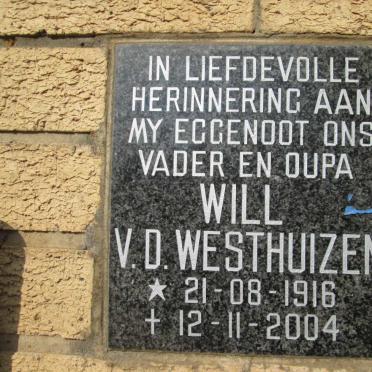 IN LIEFDEVOLLE
HERINNERING AAN
MY EGGENOOT ONS
VADER EN OUPA
WILL
V.D. WESTHUIZEN
★ 21-08-1916
✝ 12-11-2004